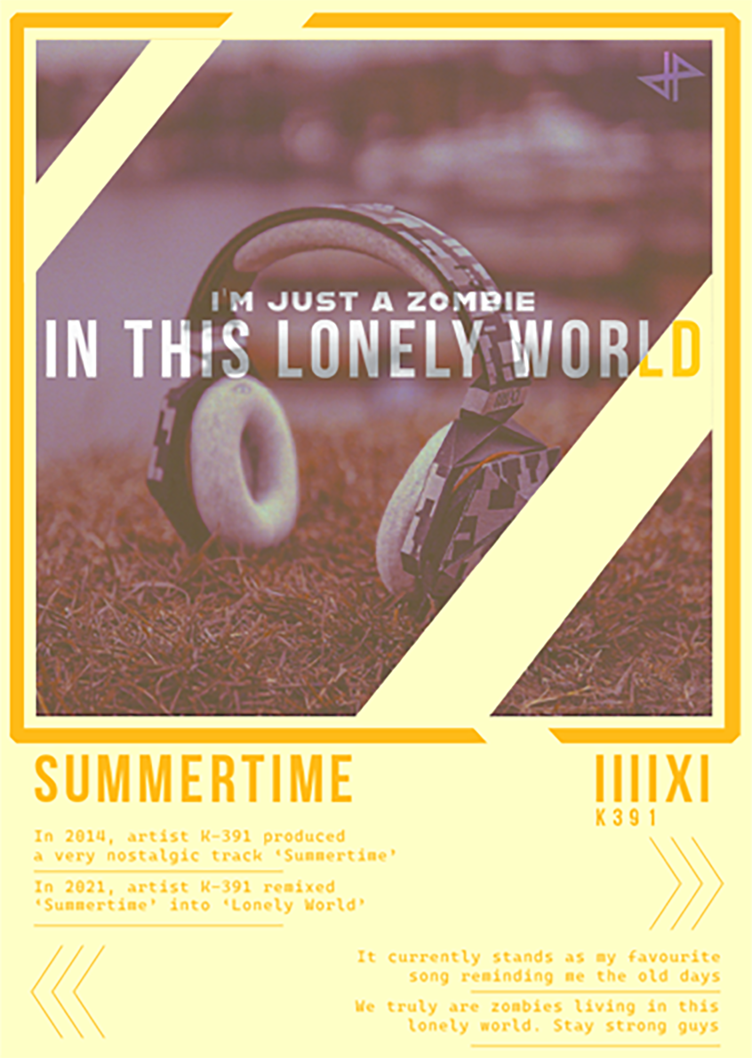 I'M JUST A ZOMBIE
IN THIS LONELY WORLD
SUMMERTIME
IIIIXI
K391
In 2014, artist K-391 produced
a very nostalgic track ‘Summertime’
In 2021, artist K-391 remixed
‘Summertime’ into ‘Lonely World’
It currently stands as my favourite
song reminding me the old days
We truly are zombies living in this
lonely world. Stay strong guys